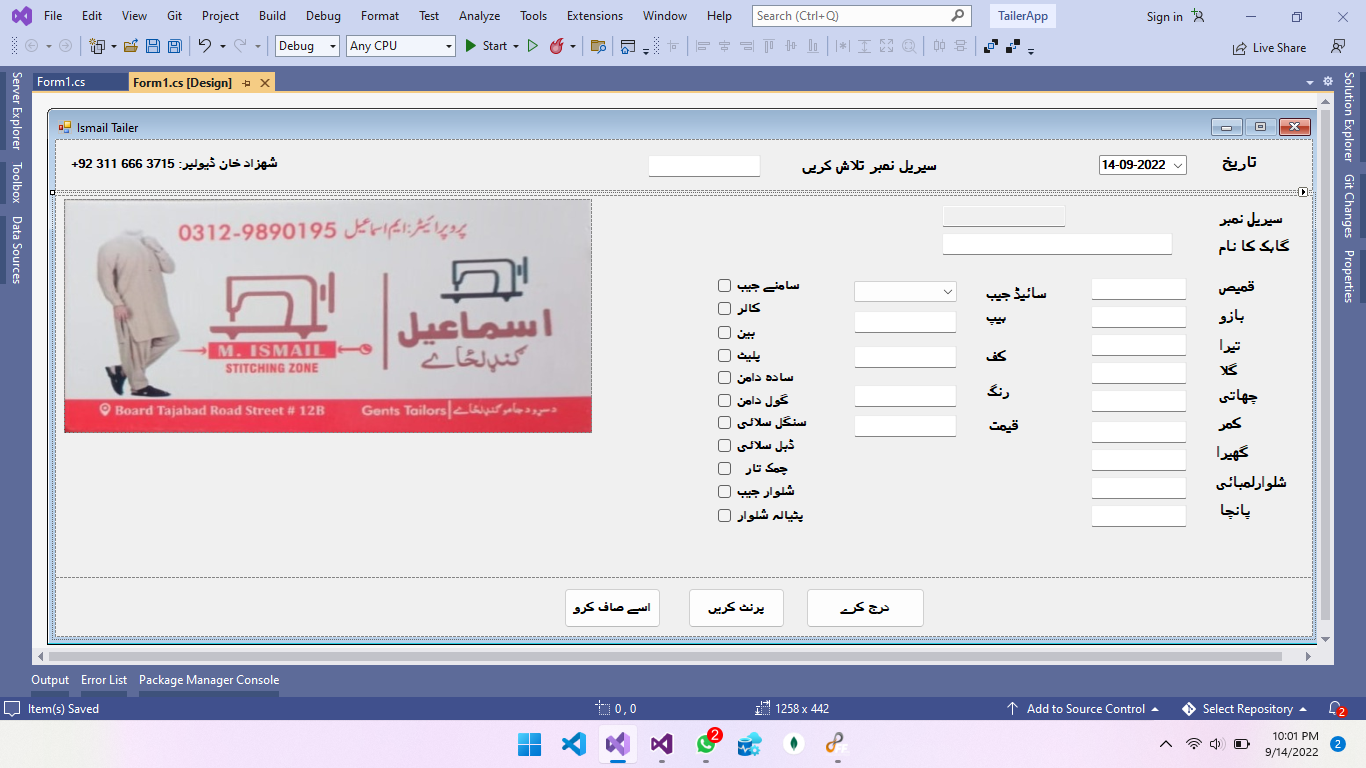 File Edit View Git Project Build Debug Format Test Analyze Tools Extensions Window Help Search (Ctrl+Q) TailerApp Sign in
Debug Any CPU Start Live Share
Form1.cs Form1.cs [Design]
Server Explorer
Toolbox
Data Sources
Solution Explorer
Git Changes
Properties
Ismail Tailer
تاریخ 14-09-2022 سیریل نمبر تلاش کریں شهزاد خان ڈیولپر: 3715 666 311 92+
0312-9890195 پروپرائیٹر: ایم اسماعیل
M. ISMAIL
STITCHING ZONE
اسماعیل
Board Tajabad Road Street # 12B Gents Tailors
سیریل نمبر
گاہک کا نام
قمیص
بازو
تیرا
گلا
چھاتی
کمر
گھیرا
شلوارلمبائی
پانچا
سائیڈ جیب
بیپ
کف
رنگ
قیمت
سامنے جیب
کالر
بین
پلیٹ
سادہ دامن
گول دامن
سنگل سلائی
ڈبل سلائی
چمک تار
شلوار جیب
پٹیالہ شلوار
درج کرے پرنٹ کریں اسے صاف کرو
Output Error List Package Manager Console
Item(s) Saved 0 , 0 1258 x 442 Add to Source Control Select Repository 2
2 10:01 PM 2
9/14/2022